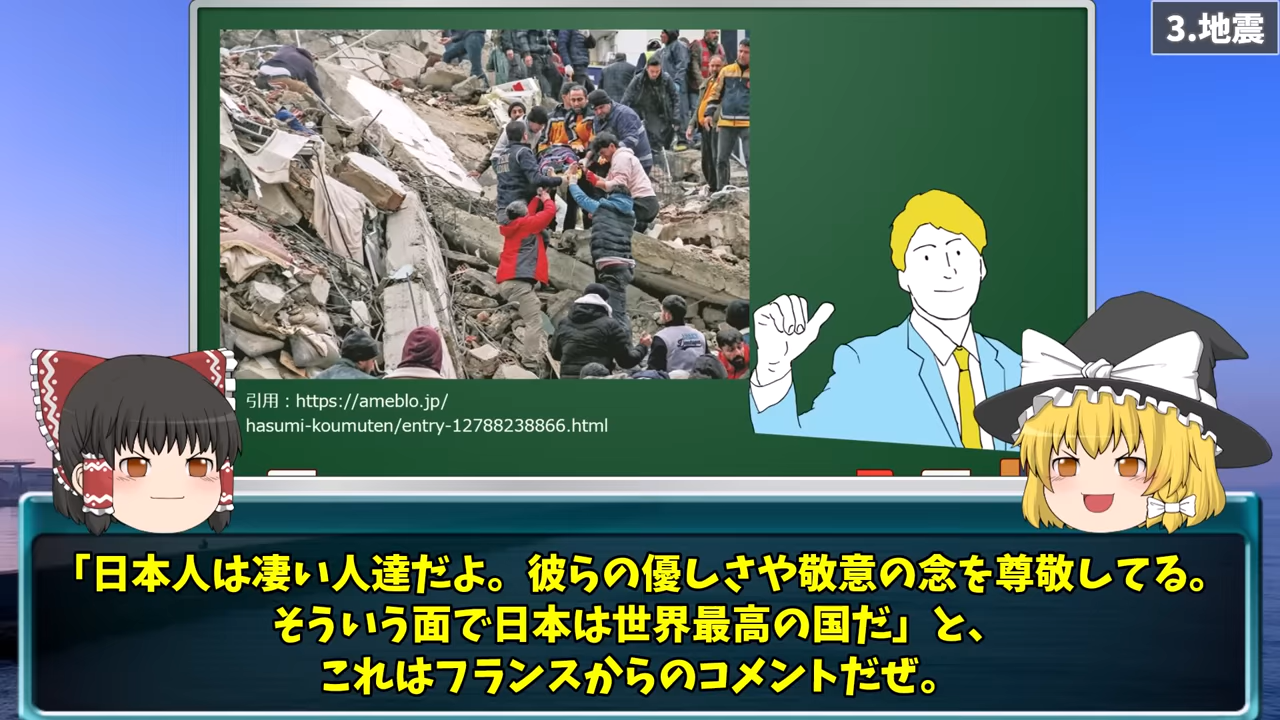 3.地震
引用：https://ameblo.jp/
hasumi-koumuten/entry-12788238866.html
「日本人は凄い人達だよ。彼らの優しさや敬意の念を尊敬してる。
そういう面で日本は世界最高の国だ」と、
これはフランスからのコメントだぜ。